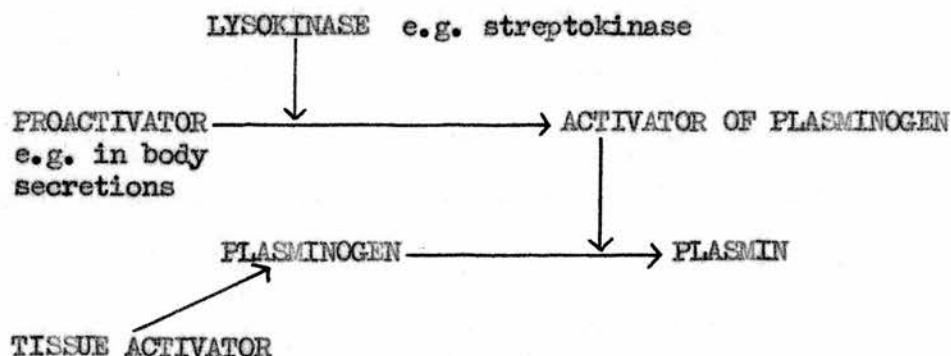 LYSOKINASE e.g. streptokinase
PROACTIVATOR ACTIVATOR OF PLASMINOGEN
e.g. in body
secretions
PLASMINOGEN PLASMIN
TISSUE ACTIVATOR